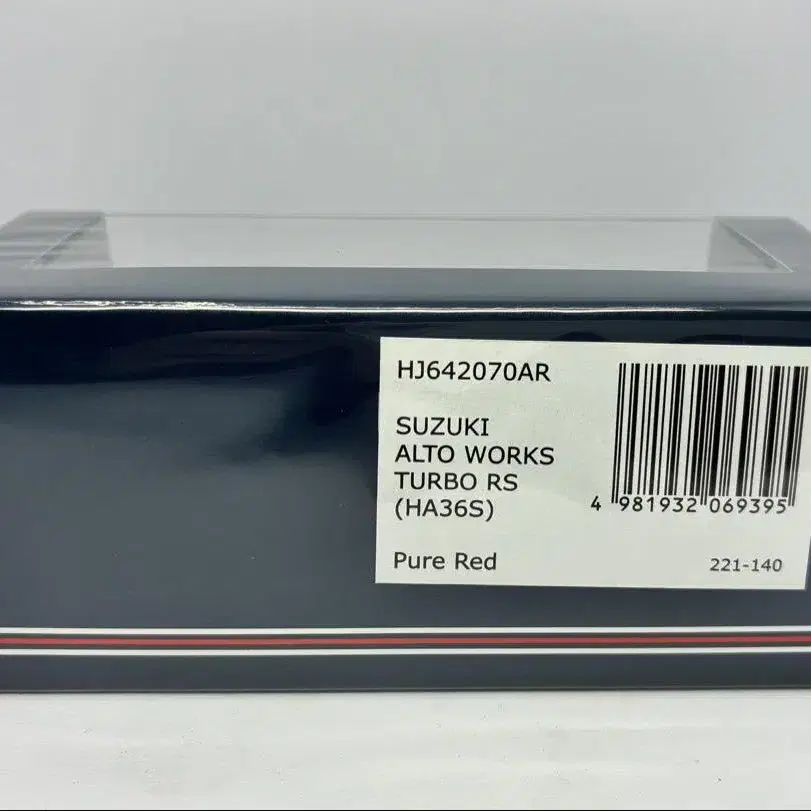 HJ642070AR
SUZUKI
ALTO WORKS
TURBO RS
(HA36S)
4 981932 069395
Pure Red
221-140